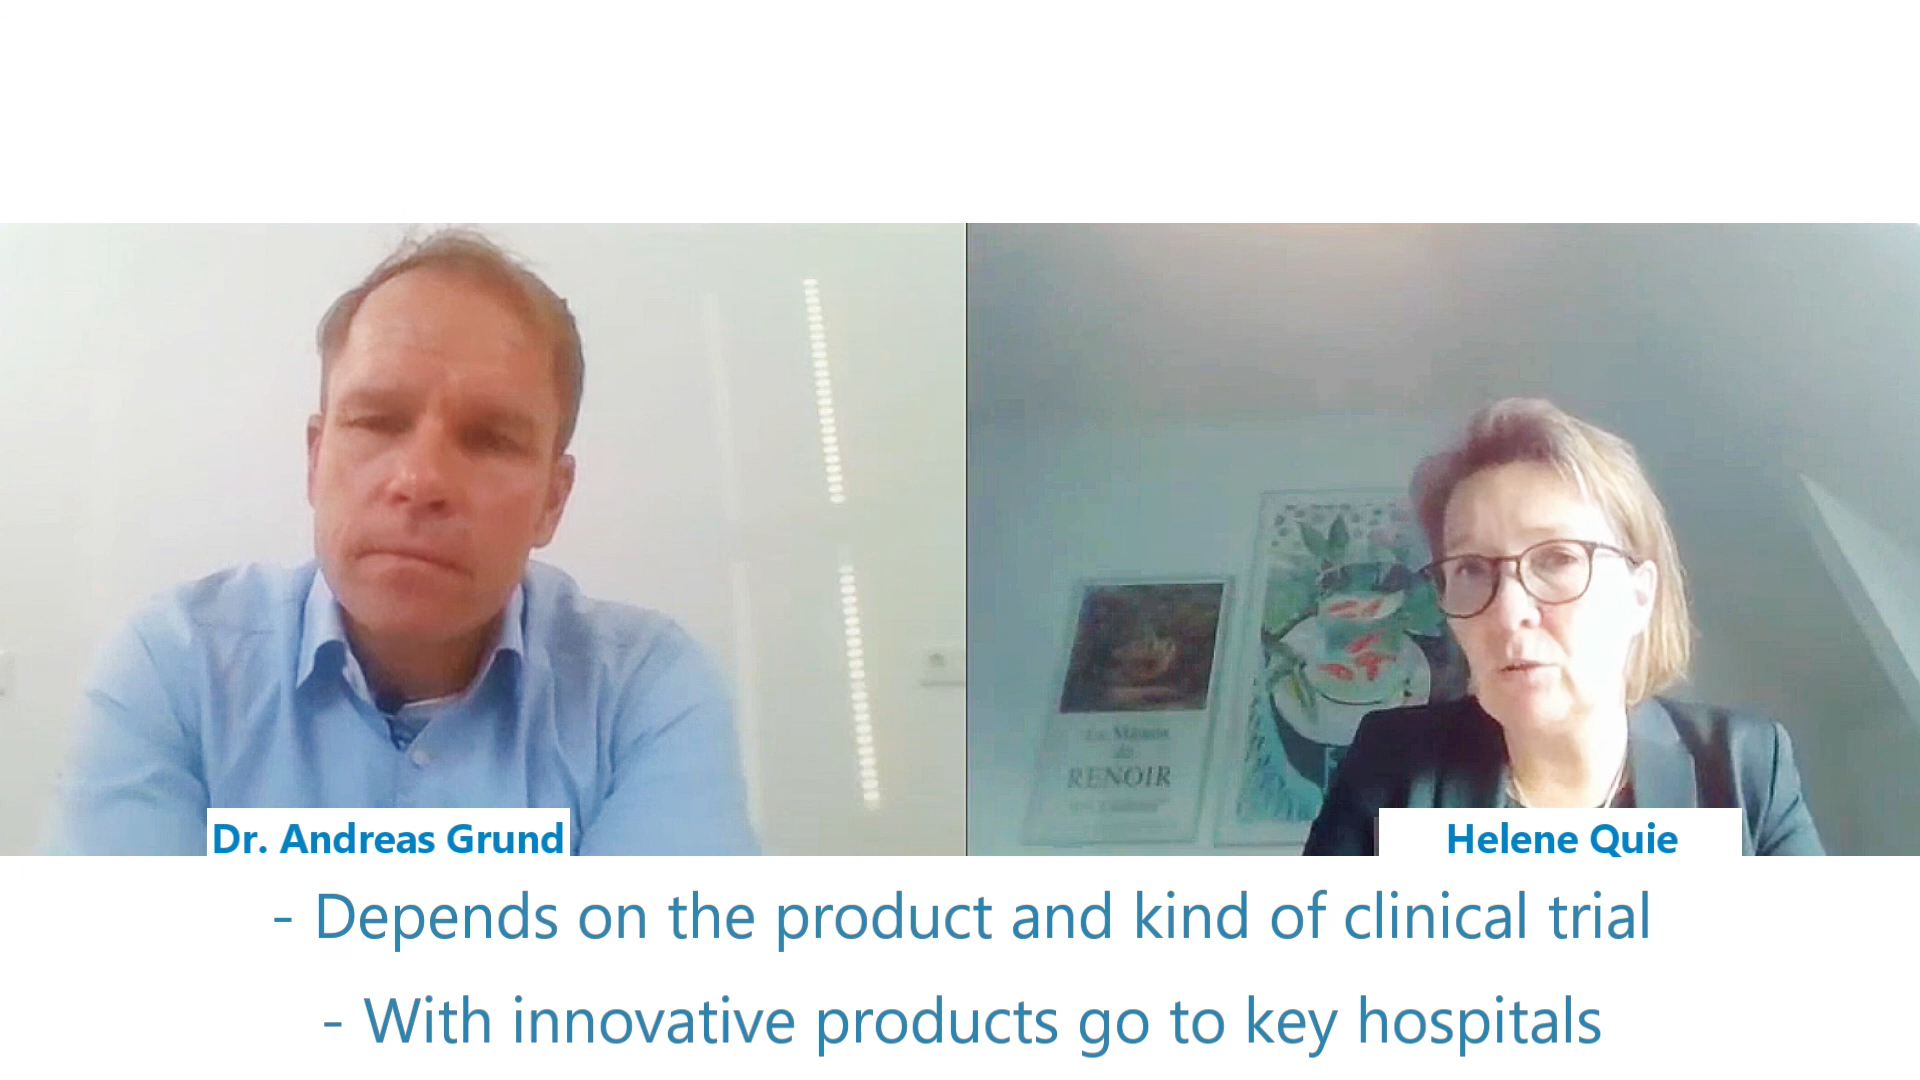 RENOIR
Dr. Andreas Grund
Helene Quie
- Depends on the product and kind of clinical trial
- With innovative products go to key hospitals